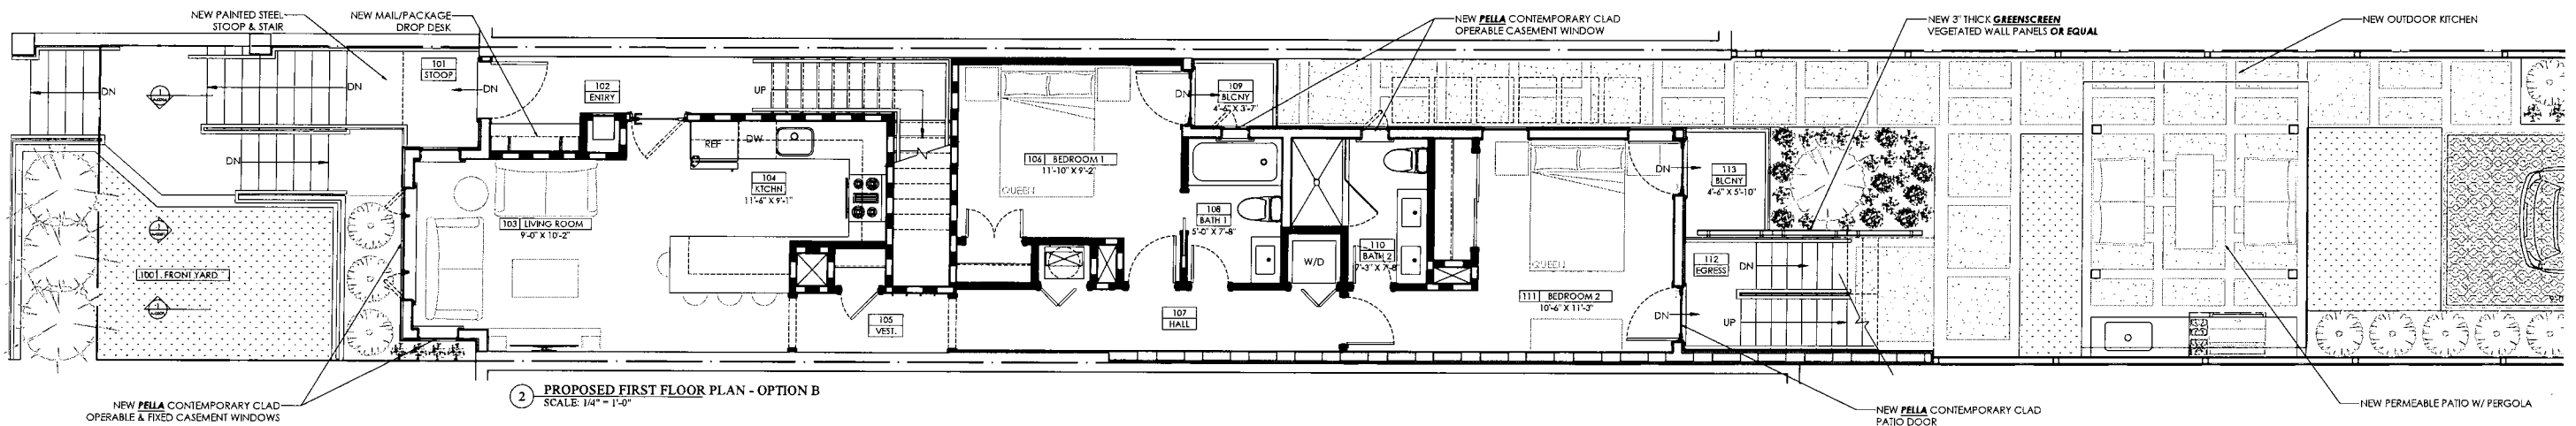 NEW PAINTED STEEL
STOOP & STAIR
NEW MAIL/PACKAGE
DROP DESK
NEW PELLA CONTEMPORARY CLAD
OPERABLE CASEMENT WINDOW
NEW 3" THICK GREENSCREEN
VEGETATED WALL PANELS OR EQUAL
NEW OUTDOOR KITCHEN
101
STOOP
DN
DN
DN
DN
102
ENTRY
UP
109
BLCNY
4'-6" X 3'-7"
DN
REF
DW
104
KTCHN
11'-6" X 9'-1"
106 BEDROOM 1
11'-10" X 9'-2"
QUEEN
103 LIVING ROOM
9'-0" X 10'-2"
108
BATH 1
5'-0" X 7'-8"
110
BATH 2
7'-3" X 7'-8"
W/D
DN
113
BLCNY
4'-6" X 5'-10"
QUEEN
111 BEDROOM 2
10'-6" X 11'-3"
112
EGRESS
DN
DN
UP
100 FRONT YARD
105
VEST.
107
HALL
2
PROPOSED FIRST FLOOR PLAN - OPTION B
SCALE: 1/4" = 1'-0"
NEW PELLA CONTEMPORARY CLAD
OPERABLE & FIXED CASEMENT WINDOWS
NEW PELLA CONTEMPORARY CLAD
PATIO DOOR
NEW PERMEABLE PATIO W/ PERGOLA